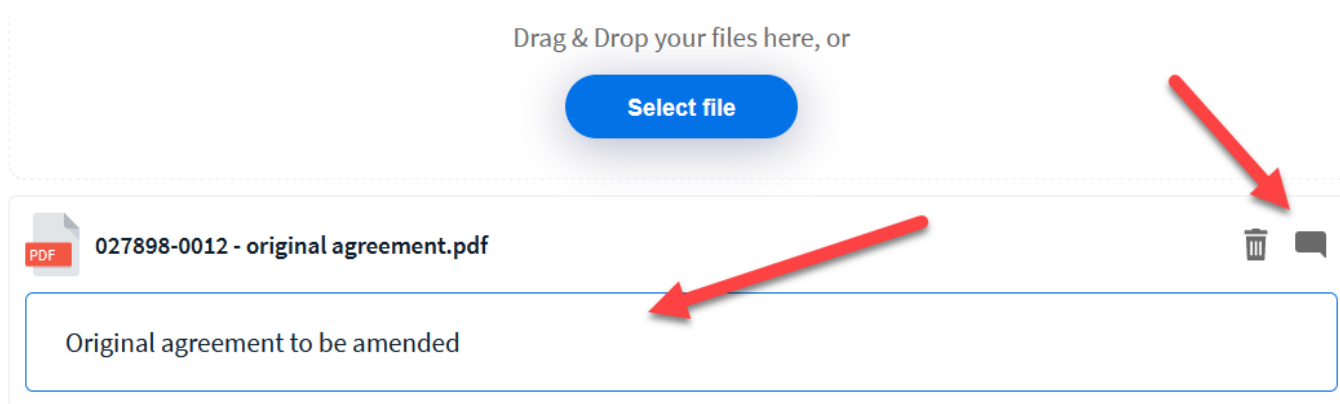 Drag & Drop your files here, or
Select file
PDF
027898-0012 - original agreement.pdf
Original agreement to be amended